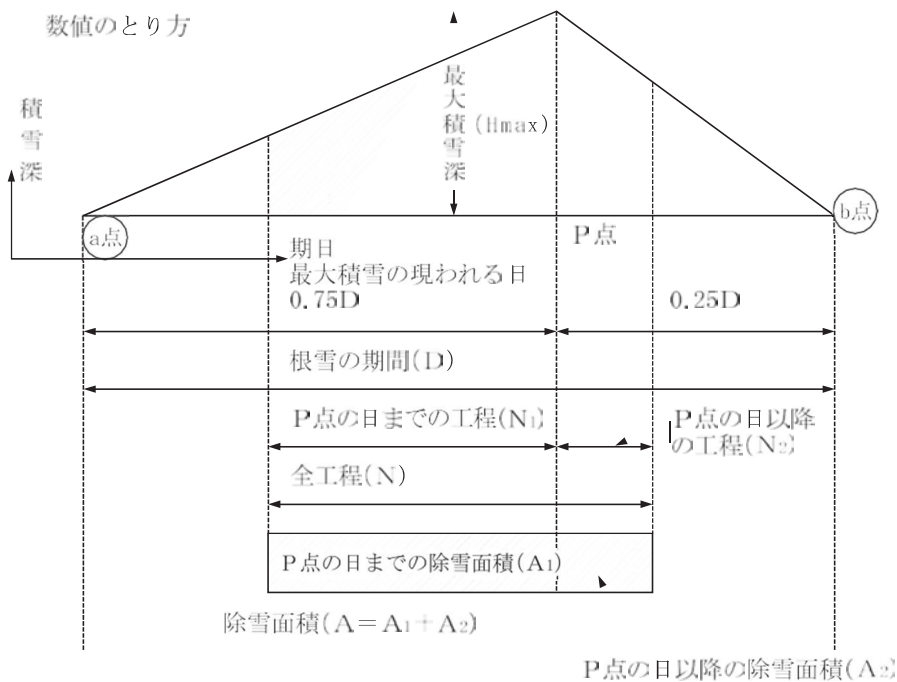 数値のとり方
積雪深
最大積雪深(Hmax)
a点
b点
P点
期日
最大積雪の現われる日
0.75D
0.25D
根雪の期間(D)
P点の日までの工程(N₁)
P点の日以降
の工程(N₂)
全工程(N)
P点の日までの除雪面積(A₁)
除雪面積(A=A₁+A₂)
P点の日以降の除雪面積(A₂)